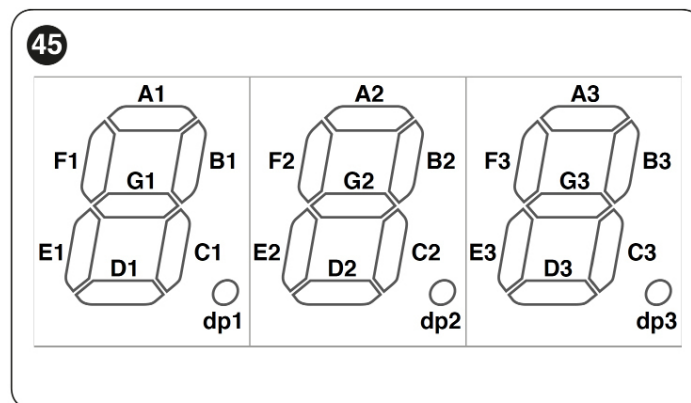 45
A1 A2 A3
F1 B1 F2 B2 F3 B3
G1 G2 G3
E1 C1 E2 C2 E3 C3
D1 D2 D3
dp1 dp2 dp3